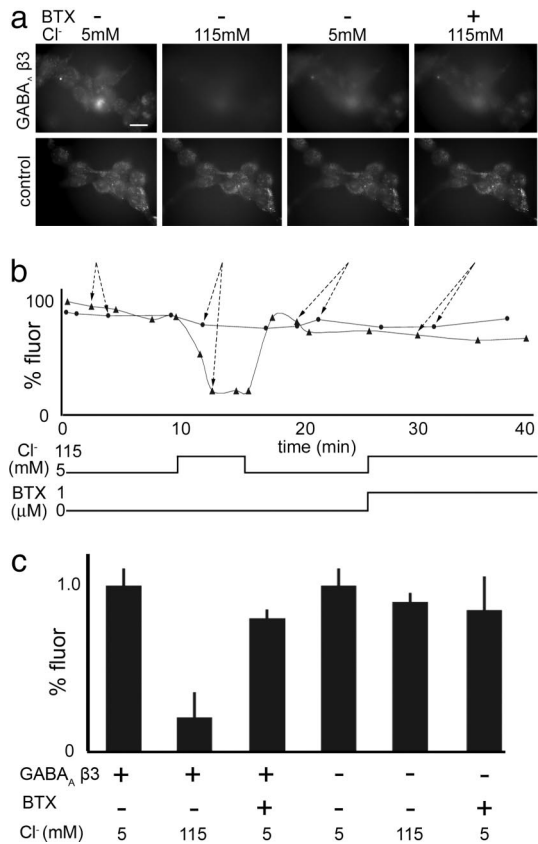 a
BTX - - - +
Cl- 5mM 115mM 5mM 115mM
GABAA β3
control
b
100
% fluor
0
0 10 20 30 40
time (min)
Cl- 115
(mM) 5
BTX 1
(μM) 0
c
1.0
% fluor
0
GABAA β3 + + + - - -
BTX - - + - - +
Cl- (mM) 5 115 5 5 115 5